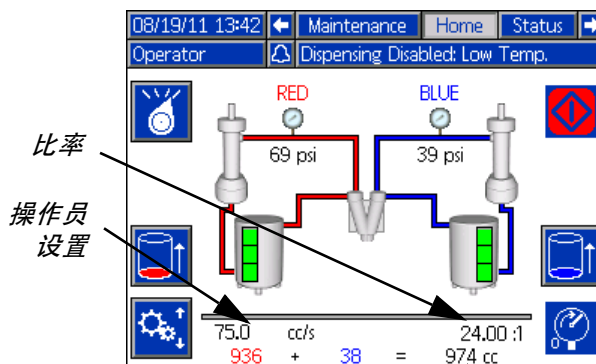 08/19/11 13:42 Maintenance Home Status
Operator Dispensing Disabled: Low Temp.
RED BLUE
69 psi 39 psi
比率
操作员
设置
75.0 cc/s 24.00 :1
936 + 38 = 974 cc
0